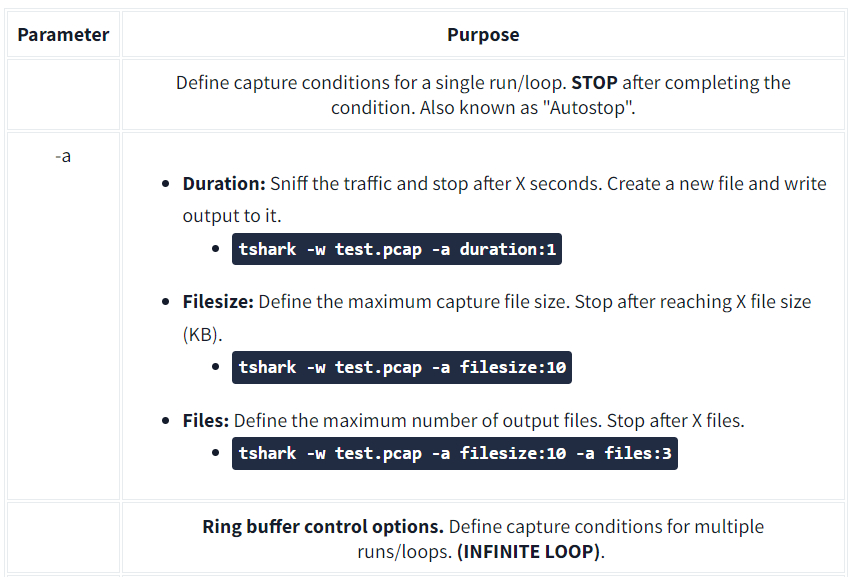 Parameter Purpose
Define capture conditions for a single run/loop. STOP after completing the
condition. Also known as "Autostop".
-a
Duration: Sniff the traffic and stop after X seconds. Create a new file and write
output to it.
tshark -w test.pcap -a duration:1
Filesize: Define the maximum capture file size. Stop after reaching X file size
(KB).
tshark -w test.pcap -a filesize:10
Files: Define the maximum number of output files. Stop after X files.
tshark -w test.pcap -a filesize:10 -a files:3
Ring buffer control options. Define capture conditions for multiple
runs/loops. (INFINITE LOOP).